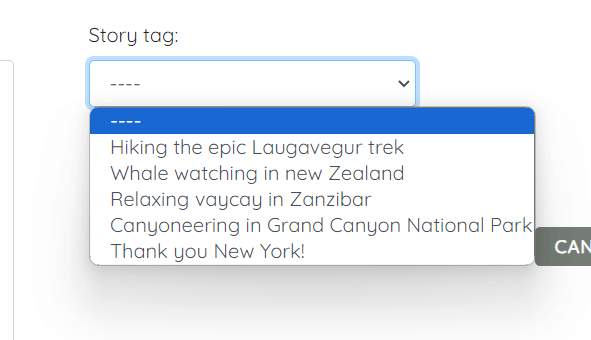 Story tag:
----
----
Hiking the epic Laugavegur trek
Whale watching in new Zealand
Relaxing vaycay in Zanzibar
Canyoneering in Grand Canyon National Park
Thank you New York!
CAN